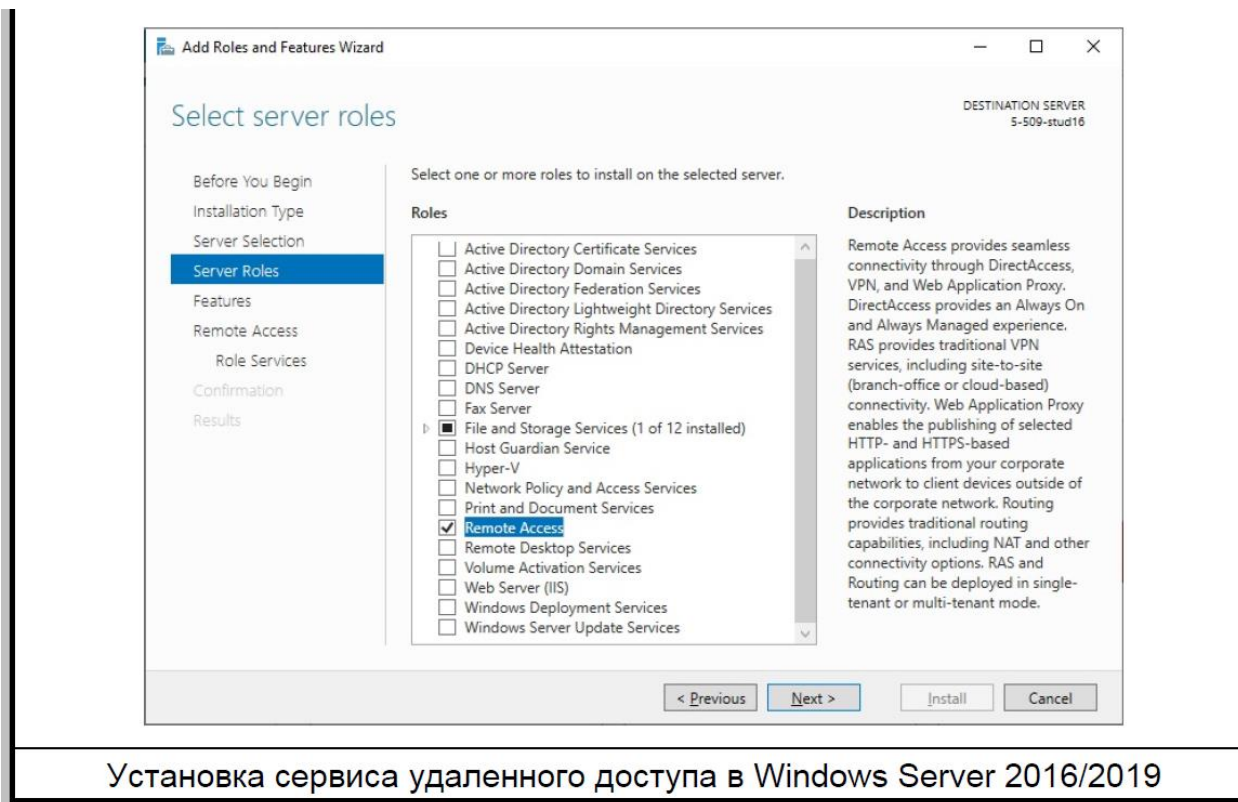 Add Roles and Features Wizard
Select server roles
DESTINATION SERVER
5-509-stud16
Before You Begin
Installation Type
Server Selection
Server Roles
Features
Remote Access
Role Services
Confirmation
Results
Select one or more roles to install on the selected server.
Roles
Active Directory Certificate Services
Active Directory Domain Services
Active Directory Federation Services
Active Directory Lightweight Directory Services
Active Directory Rights Management Services
Device Health Attestation
DHCP Server
DNS Server
Fax Server
File and Storage Services (1 of 12 installed)
Host Guardian Service
Hyper-V
Network Policy and Access Services
Print and Document Services
Remote Access
Remote Desktop Services
Volume Activation Services
Web Server (IIS)
Windows Deployment Services
Windows Server Update Services
Description
Remote Access provides seamless
connectivity through DirectAccess,
VPN, and Web Application Proxy.
DirectAccess provides an Always On
and Always Managed experience.
RAS provides traditional VPN
services, including site-to-site
(branch-office or cloud-based)
connectivity. Web Application Proxy
enables the publishing of selected
HTTP- and HTTPS-based
applications from your corporate
network to client devices outside of
the corporate network. Routing
provides traditional routing
capabilities, including NAT and other
connectivity options. RAS and
Routing can be deployed in single-
tenant or multi-tenant mode.
< Previous
Next >
Install
Cancel
Установка сервиса удаленного доступа в Windows Server 2016/2019